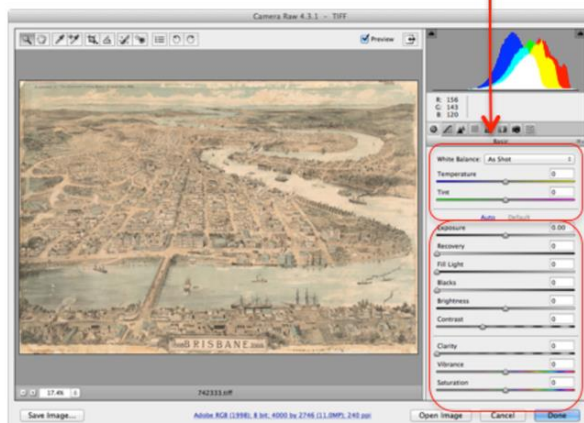 Camera Raw 4.3.1 - TIFF
Preview
R: 156
G: 143
B: 120
Basic
White Balance: As Shot
Temperature 0
Tint 0
Auto Default
Exposure 0.00
Recovery 0
Fill Light 0
Blacks 0
Brightness 0
Contrast 0
Clarity 0
Vibrance 0
Saturation 0
BRISBANE
17.4%
742333.tiff
Save Image...
Adobe RGB (1998); 8 bit; 4000 by 2746 (11.0MP); 240 ppi
Open Image
Cancel
Done